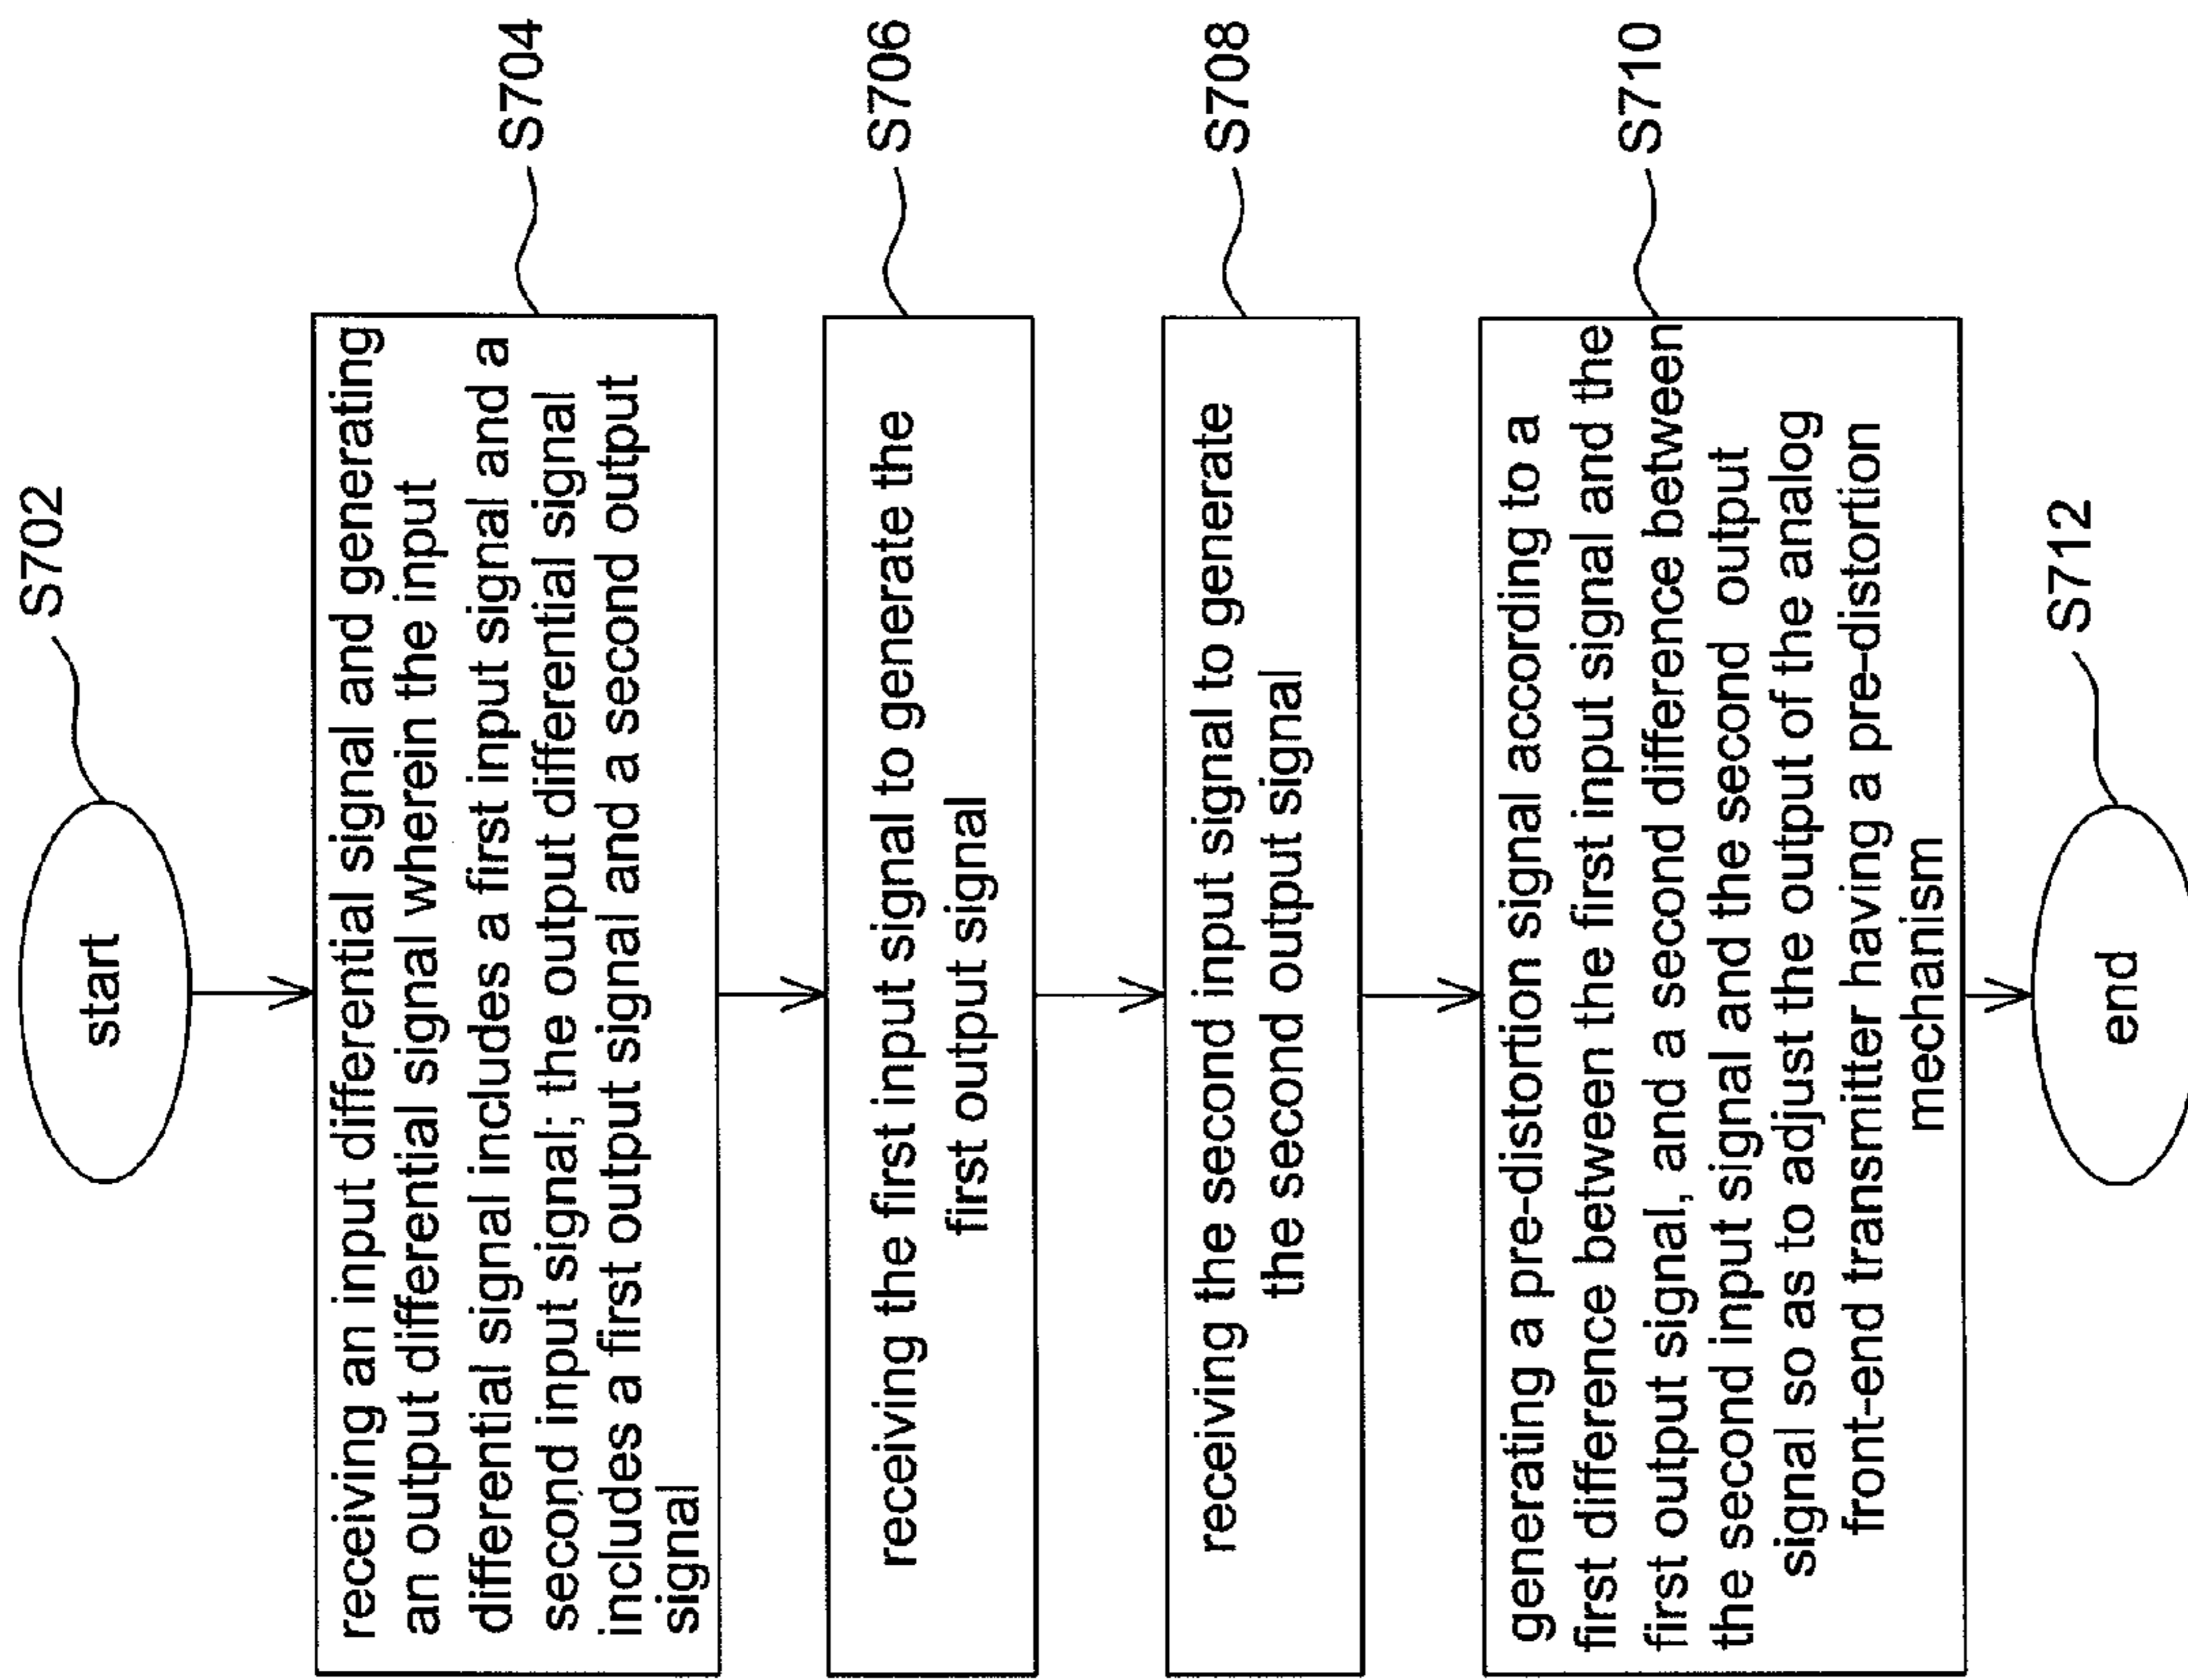 S702
start
S704
receiving an input differential signal and generating
an output differential signal wherein the input
differential signal includes a first input signal and a
second input signal; the output differential signal
includes a first output signal and a second output
signal
S706
receiving the first input signal to generate the
first output signal
S708
receiving the second input signal to generate
the second output signal
S710
generating a pre-distortion signal according to a
first difference between the first input signal and the
first output signal, and a second difference between
the second input signal and the second output
signal so as to adjust the output of the analog
front-end transmitter having a pre-distortion
mechanism
S712
end